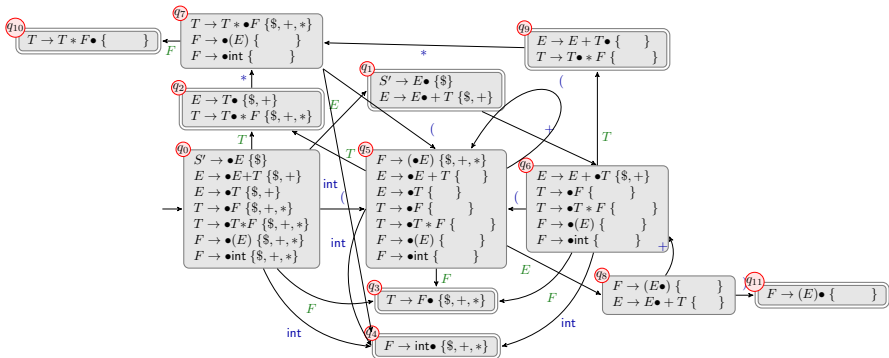 q10
T → T * F• { }
F
q7
T → T * •F {$, +, *}
F → •(E) { }
F → •int { }
*
q9
E → E + T• { }
T → T• * F { }
q1
S′ → E• {$}
E → E• + T {$, +}
(
*
q2
E → T• {$, +}
T → T• * F {$, +, *}
E
(
+
T
T
T
q0
S′ → •E {$}
E → •E+T {$, +}
E → •T {$, +}
T → •F {$, +, *}
T → •T*F {$, +, *}
F → •(E) {$, +, *}
F → •int {$, +, *}
int
(
int
q5
F → (•E) {$, +, *}
E → •E + T { }
E → •T { }
T → •F { }
T → •T * F { }
F → •(E) { }
F → •int { }
(
q6
E → E + •T {$, +}
T → •F { }
T → •T * F { }
F → •(E) { }
F → •int { }
+
E
F
q8
F → (E•) { }
E → E• + T { }
)
q11
F → (E)• { }
q3
T → F• {$, +, *}
F
F
int
int
q4
F → int• {$, +, *}